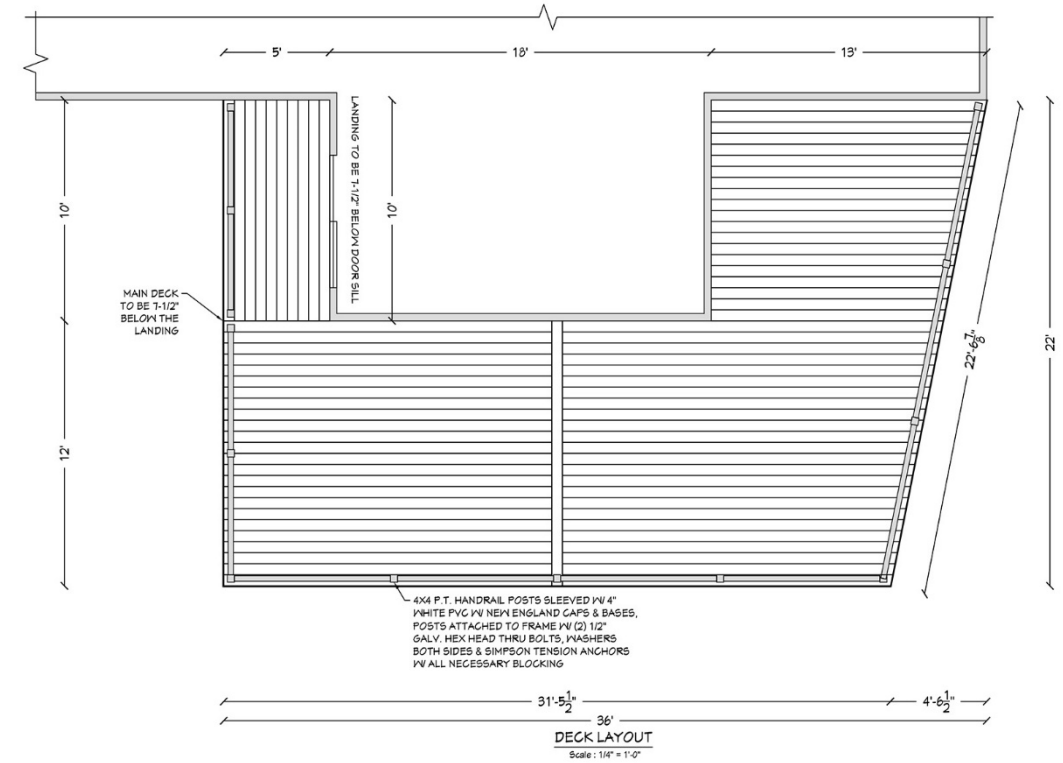 5'
18'
13'
LANDING TO BE 7-1/2" BELOW DOOR SILL
10'
10'
MAIN DECK
TO BE 7-1/2"
BELOW THE
LANDING
22'-6 7/8"
22'
12'
4X4 P.T. HANDRAIL POSTS SLEEVED W/ 4"
WHITE PVC W/ NEW ENGLAND CAPS & BASES,
POSTS ATTACHED TO FRAME W/ (2) 1/2"
GALV. HEX HEAD THRU BOLTS, WASHERS
BOTH SIDES & SIMPSON TENSION ANCHORS
W/ ALL NECESSARY BLOCKING
31'-5 1/2"
4'-6 1/2"
36'
DECK LAYOUT
Scale : 1/4" = 1'-0"